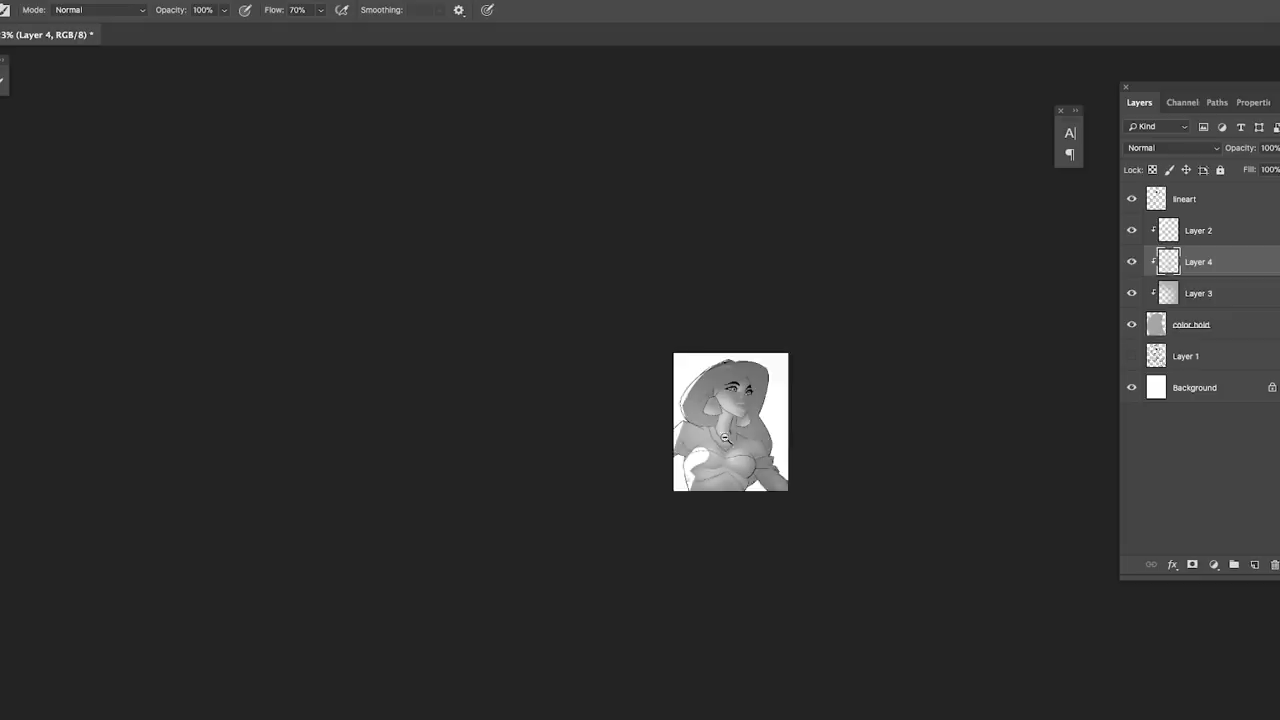 Mode: Normal Opacity: 100% Flow: 70% Smoothing:
3% (Layer 4, RGB/8) *
Layers Channel Paths Properti
A
¶
Kind
Normal Opacity: 100%
Lock: Fill: 100%
lineart
Layer 2
Layer 4
Layer 3
color hold
Layer 1
Background
fx